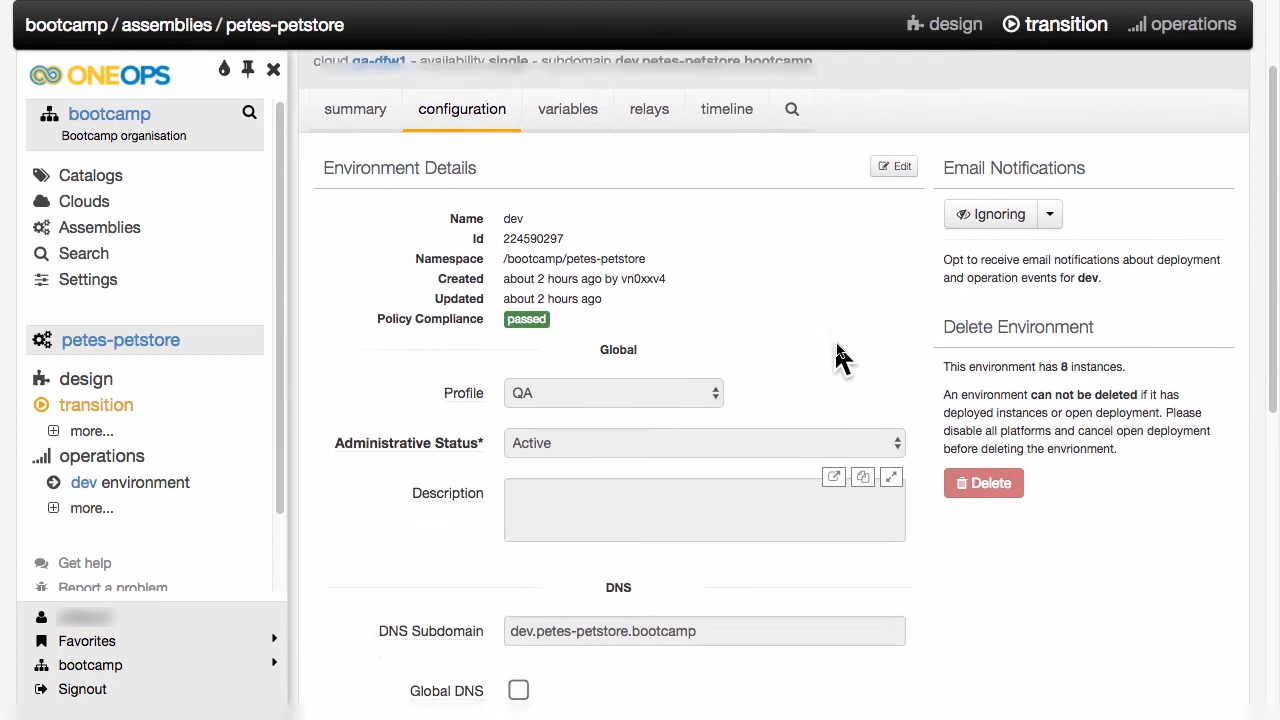 bootcamp / assemblies / petes-petstore
design
transition
operations
ONEOPS
bootcamp
Bootcamp organisation
Catalogs
Clouds
Assemblies
Search
Settings
petes-petstore
design
transition
more...
operations
dev environment
more...
Get help
Report a problem
Favorites
bootcamp
Signout
cloud qa-dfw1 - availability single - subdomain dev.petes-petstore.bootcamp
summary
configuration
variables
relays
timeline
Environment Details
Edit
Name dev
Id 224590297
Namespace /bootcamp/petes-petstore
Created about 2 hours ago by vn0xxv4
Updated about 2 hours ago
Policy Compliance passed
Global
Profile QA
Administrative Status* Active
Description
DNS
DNS Subdomain dev.petes-petstore.bootcamp
Global DNS
Email Notifications
Ignoring
Opt to receive email notifications about deployment
and operation events for dev.
Delete Environment
This environment has 8 instances.
An environment can not be deleted if it has
deployed instances or open deployment. Please
disable all platforms and cancel open deployment
before deleting the envrionment.
Delete